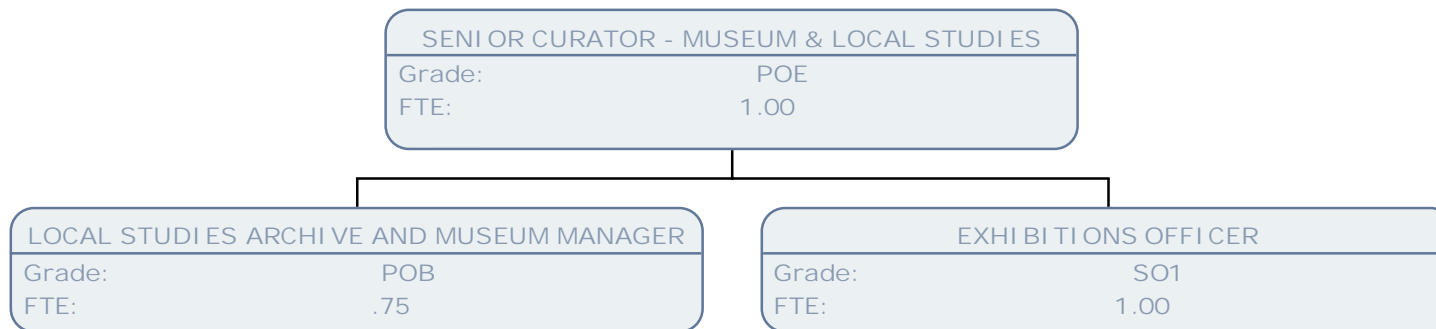 SENIOR CURATOR - MUSEUM & LOCAL STUDIES
Grade: POE
FTE: 1.00
LOCAL STUDIES ARCHIVE AND MUSEUM MANAGER
Grade: POB
FTE: .75
EXHIBITIONS OFFICER
Grade: SO1
FTE: 1.00